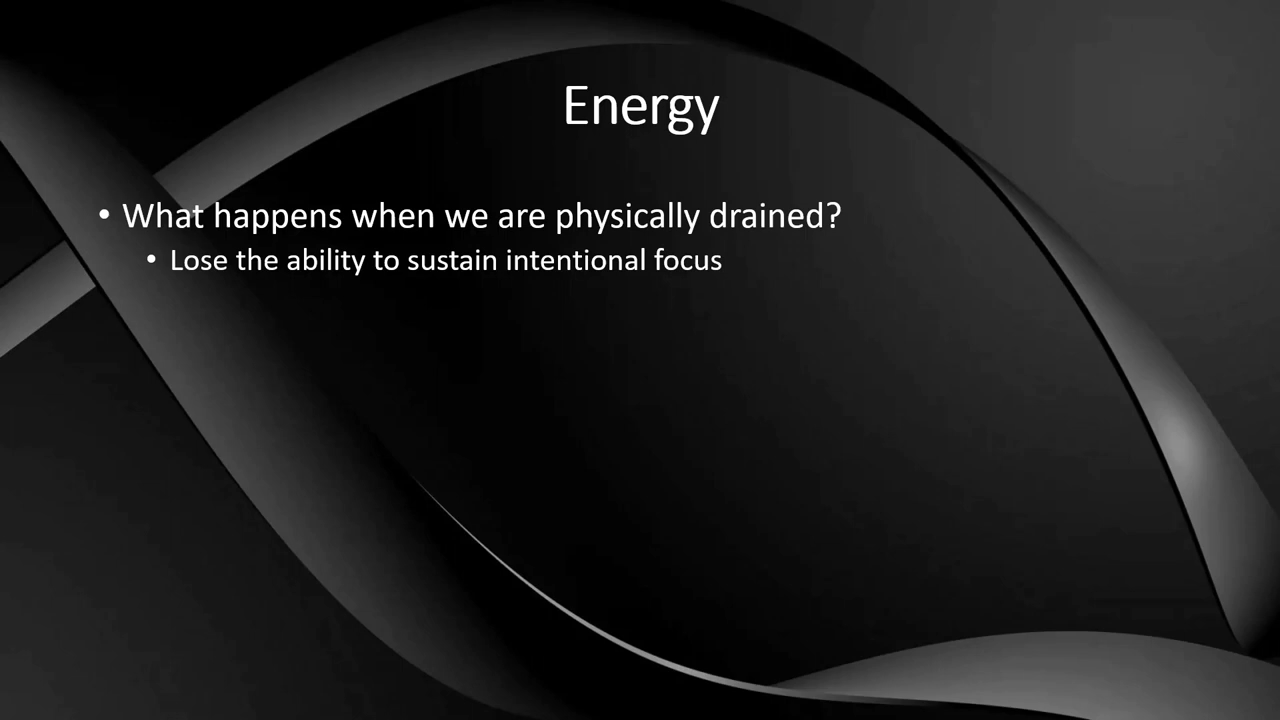 Energy
• What happens when we are physically drained?
• Lose the ability to sustain intentional focus